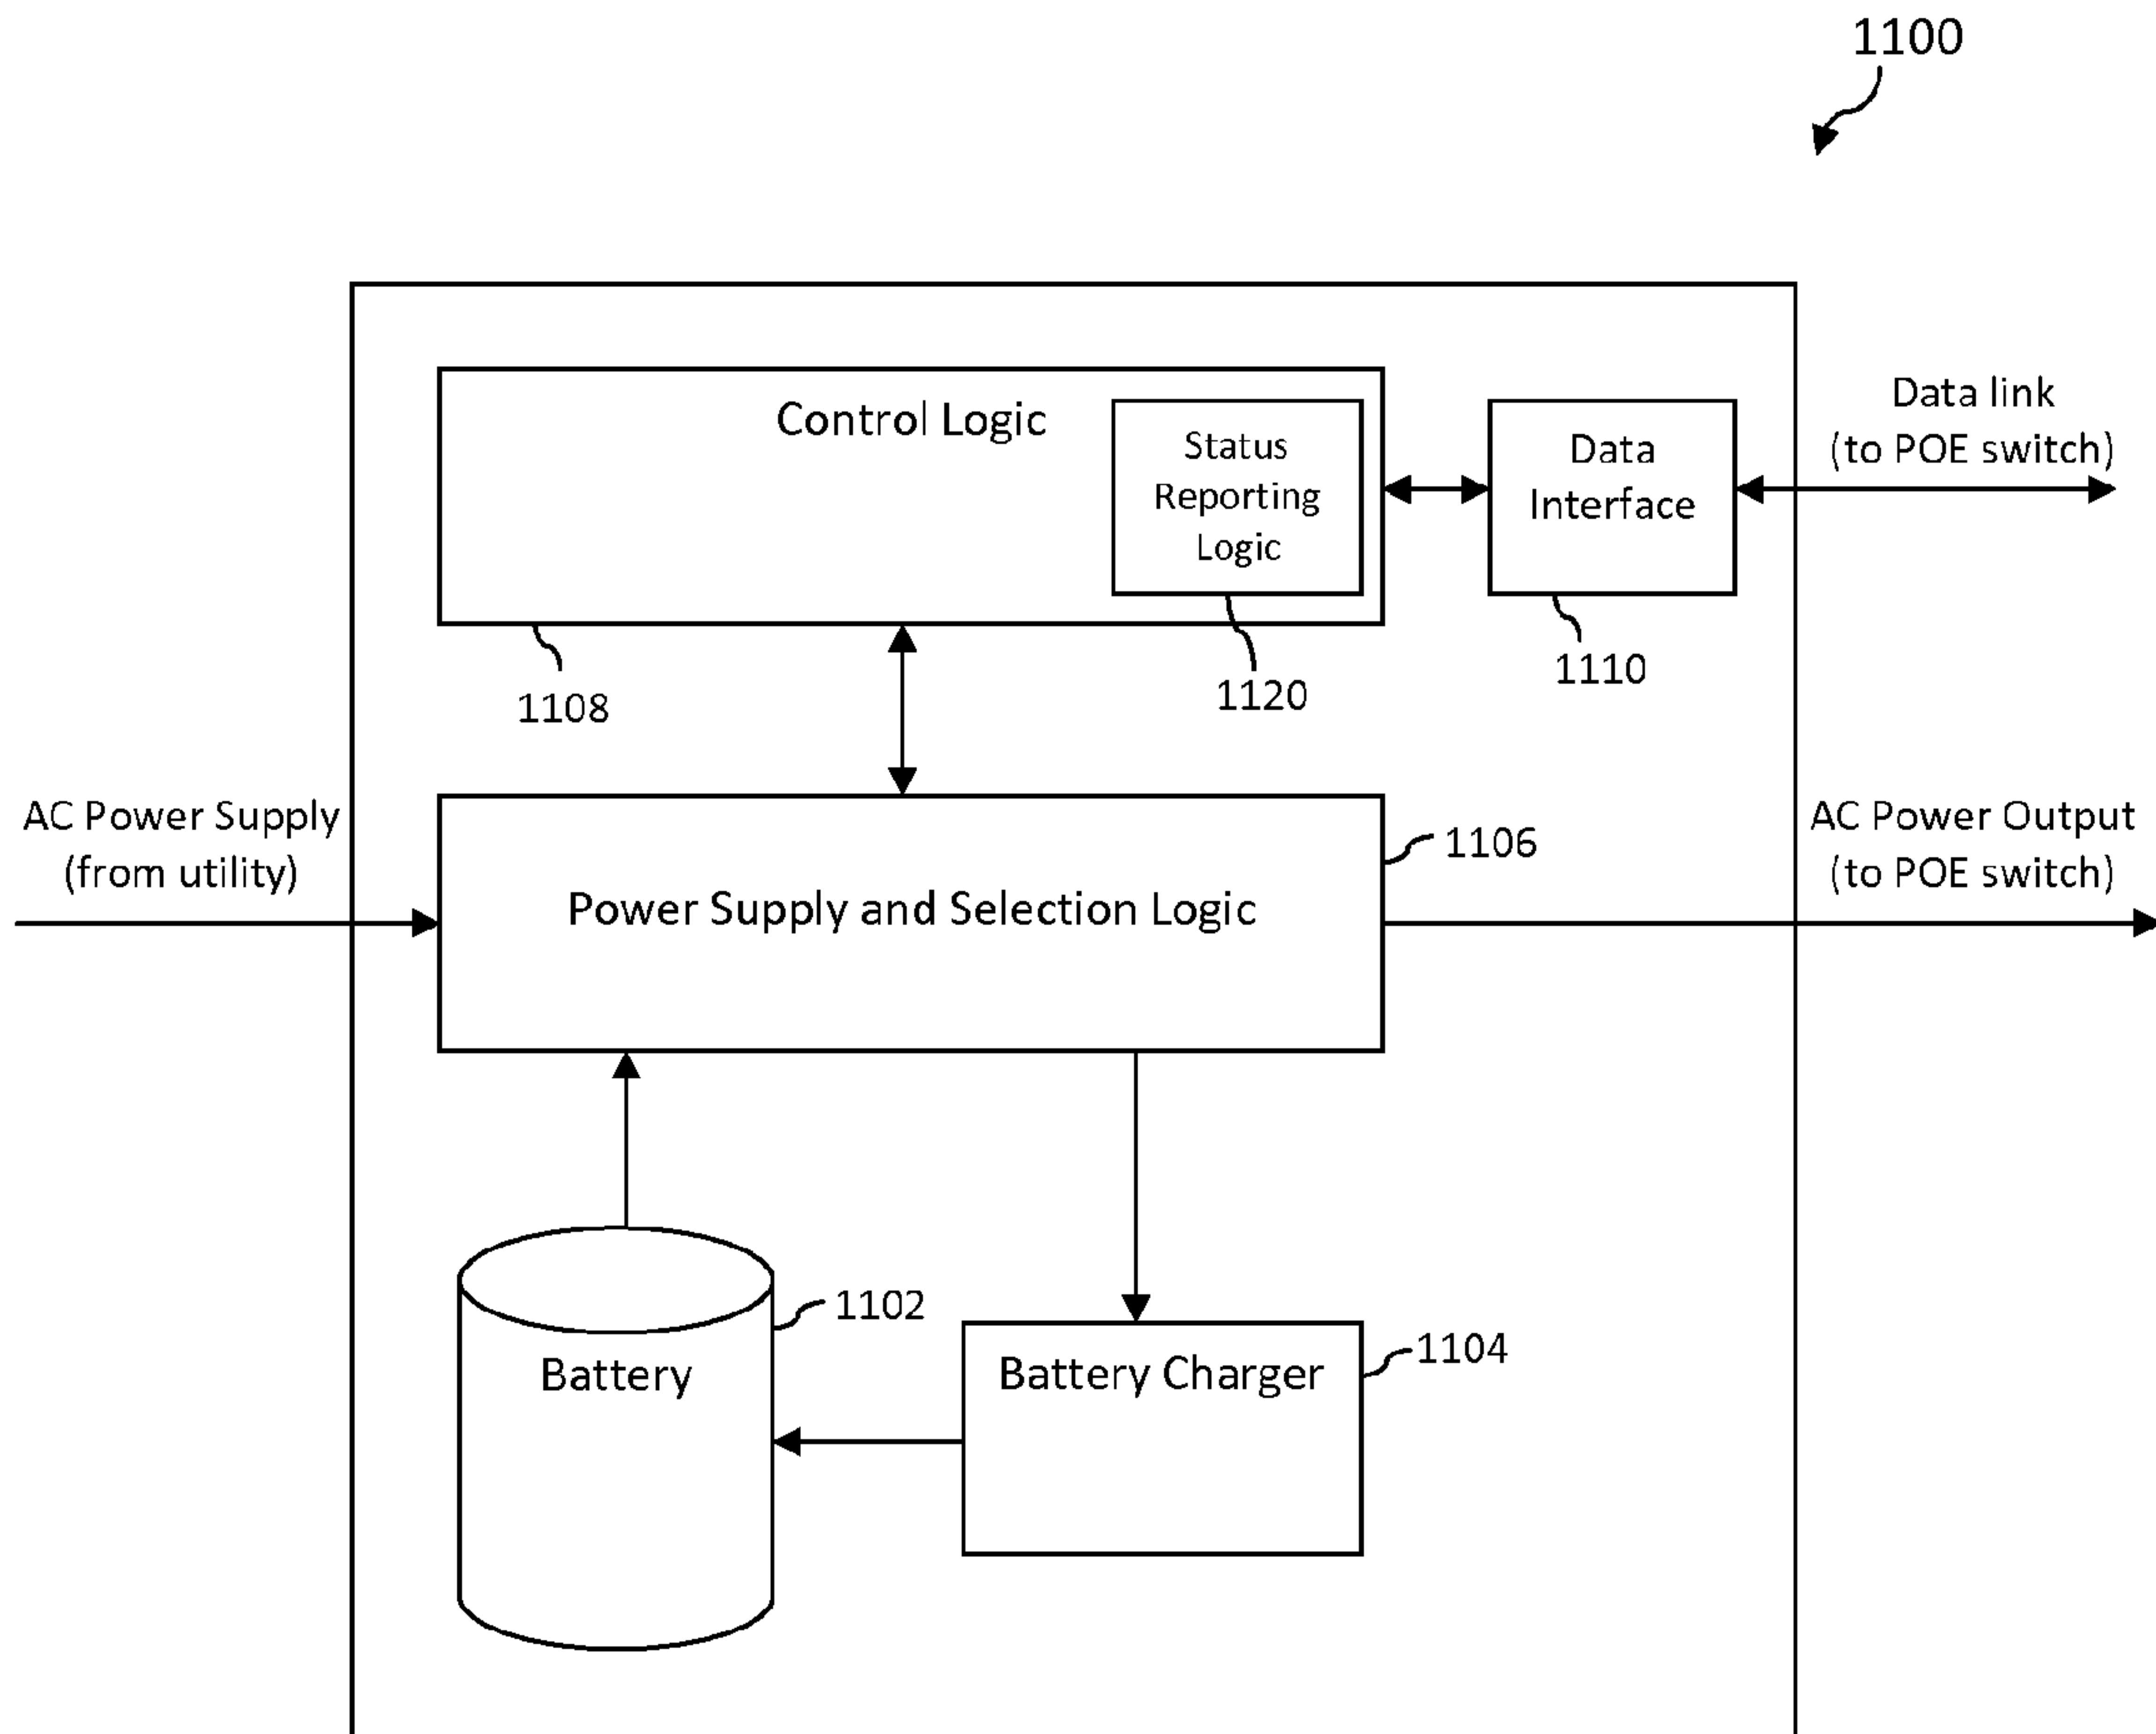 1100
Control Logic
Status
Reporting
Logic
Data
Interface
Data link
(to POE switch)
1108
1120
1110
AC Power Supply
(from utility)
1106
Power Supply and Selection Logic
AC Power Output
(to POE switch)
1102
Battery
1104
Battery Charger